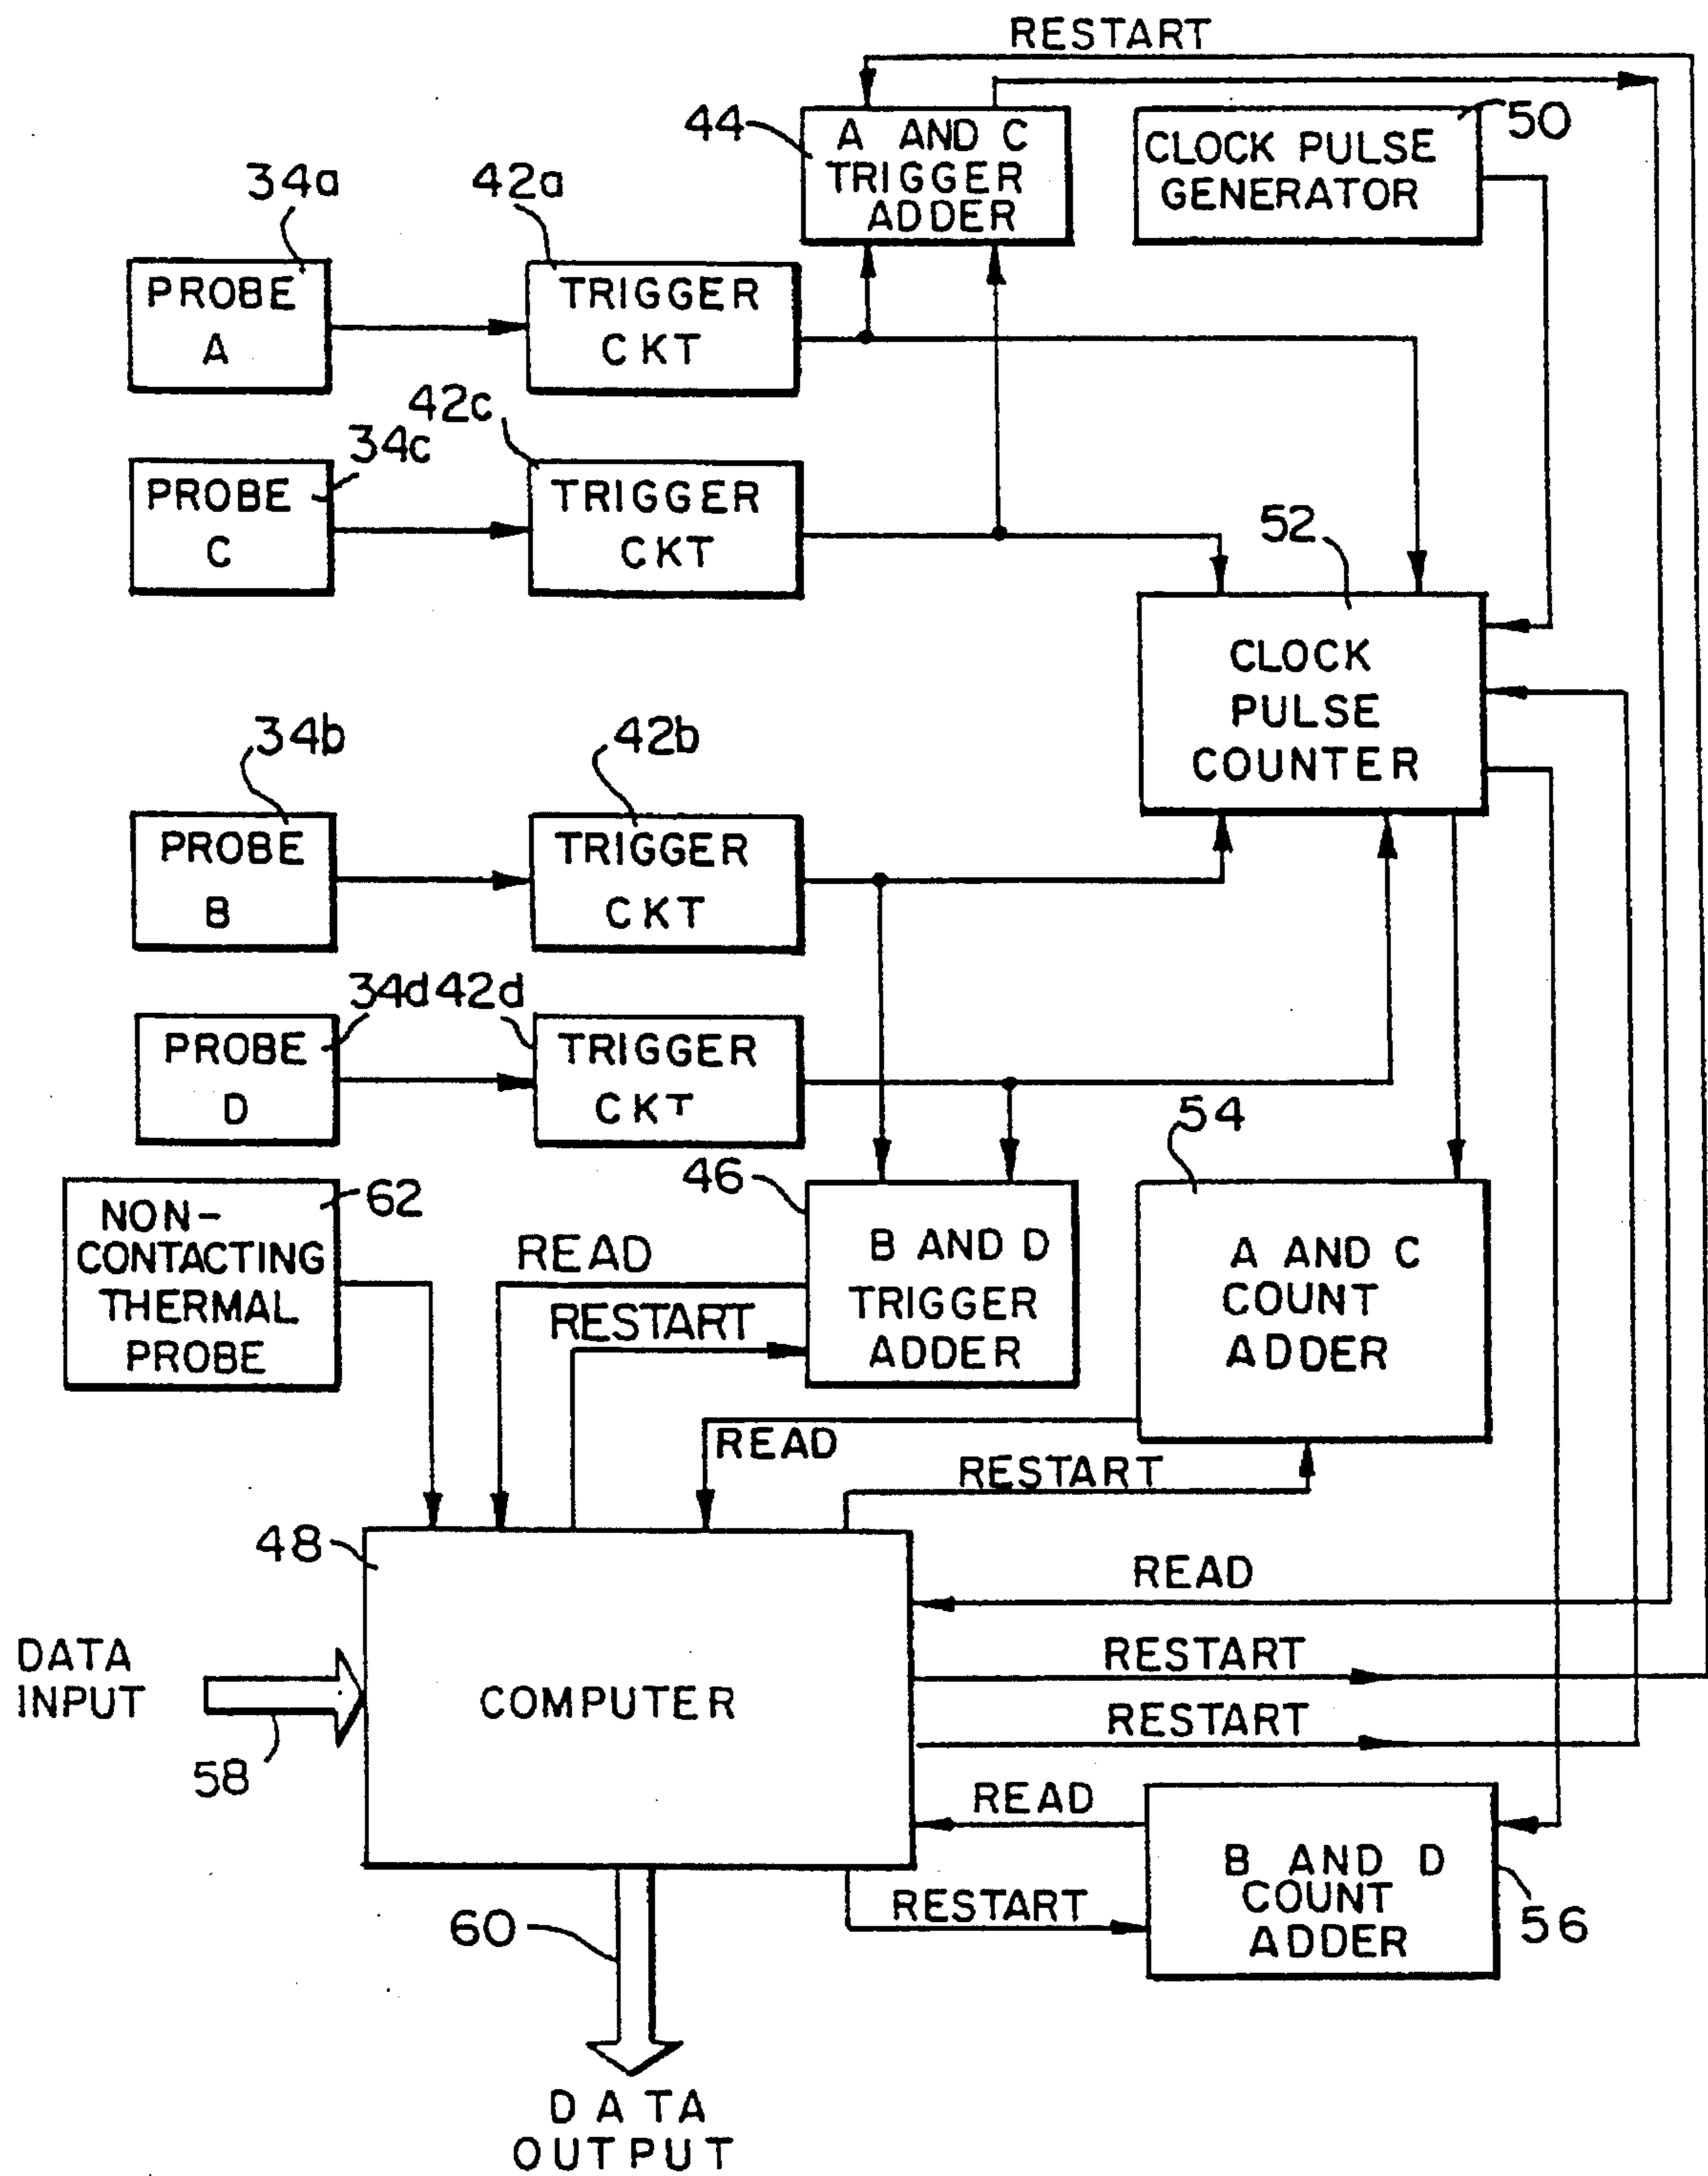 RESTART
44
A AND C
TRIGGER
ADDER
CLOCK PULSE
GENERATOR
50
34a
42a
PROBE
A
TRIGGER
CKT
42c
34c
PROBE
C
TRIGGER
CKT
52
CLOCK
PULSE
COUNTER
34b
42b
PROBE
B
TRIGGER
CKT
34d
42d
PROBE
D
TRIGGER
CKT
54
46
62
NON-
CONTACTING
THERMAL
PROBE
READ
RESTART
B AND D
TRIGGER
ADDER
A AND C
COUNT
ADDER
READ
RESTART
48
READ
DATA
INPUT
58
COMPUTER
RESTART
RESTART
READ
B AND D
COUNT
ADDER
RESTART
56
60
DATA
OUTPUT